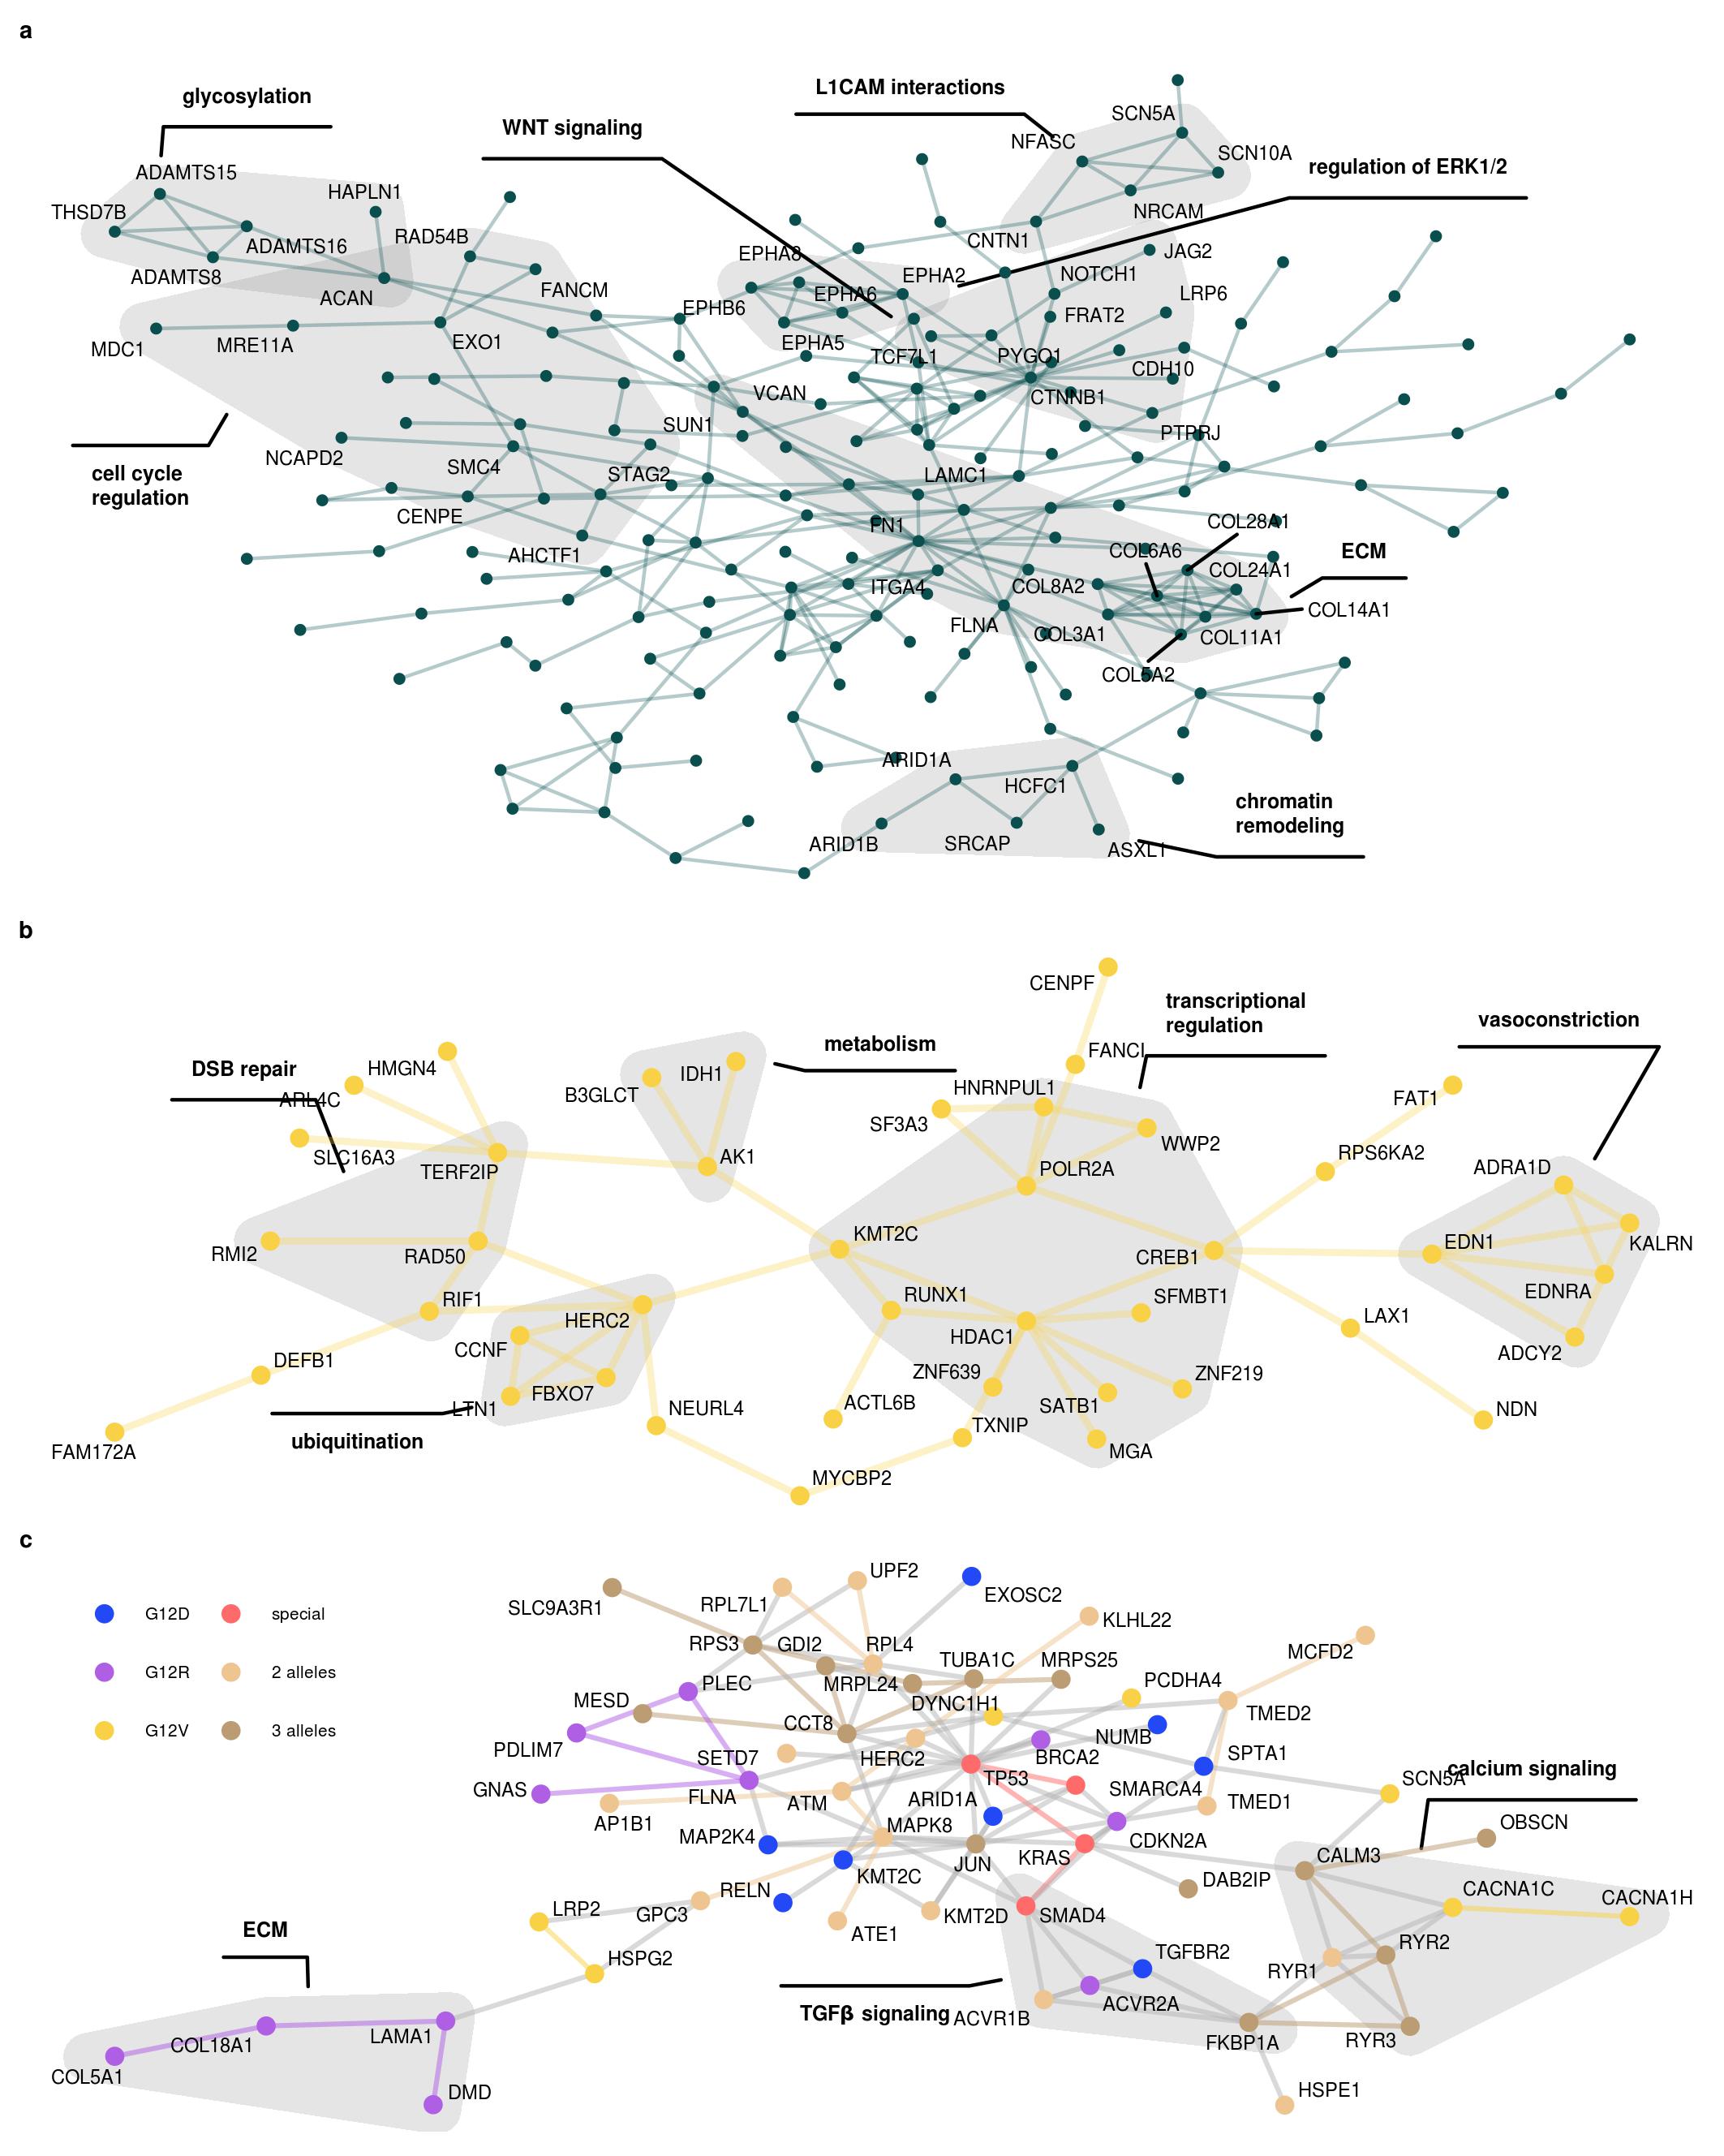 a
glycosylation
WNT signaling
L1CAM interactions
regulation of ERK1/2
cell cycle
regulation
ECM
chromatin
remodeling
SCN5A
NFASC
SCN10A
NRCAM
CNTN1
ADAMTS15
THSD7B
HAPLN1
ADAMTS16
ADAMTS8
ACAN
RAD54B
FANCM
EPHA8
EPHA2
NOTCH1
JAG2
EPHB6
EPHA6
LRP6
FRAT2
MDC1
MRE11A
EXO1
EPHA5
TCF7L1
PYGO1
CDH10
VCAN
CTNNB1
SUN1
PTPRJ
NCAPD2
SMC4
STAG2
LAMC1
CENPE
FN1
COL28A1
AHCTF1
COL6A6
COL24A1
ITGA4
COL8A2
COL14A1
FLNA
COL3A1
COL11A1
COL5A2
ARID1A
HCFC1
ARID1B
SRCAP
ASXL1
b
CENPF
transcriptional
regulation
vasoconstriction
metabolism
DSB repair
HMGN4
FANCI
ARL4C
B3GLCT
IDH1
HNRNPUL1
SF3A3
FAT1
SLC16A3
TERF2IP
AK1
WWP2
POLR2A
RPS6KA2
ADRA1D
RMI2
RAD50
KMT2C
CREB1
EDN1
KALRN
RIF1
HERC2
RUNX1
SFMBT1
EDNRA
LAX1
CCNF
HDAC1
ADCY2
DEFB1
ZNF639
ZNF219
LTN1
FBXO7
NEURL4
ACTL6B
SATB1
NDN
TXNIP
FAM172A
ubiquitination
MGA
MYCBP2
c
G12D
special
G12R
2 alleles
G12V
3 alleles
UPF2
EXOSC2
SLC9A3R1
RPL7L1
KLHL22
RPS3
GDI2
RPL4
MCFD2
TUBA1C
MRPS25
PLEC
MRPL24
PCDHA4
MESD
DYNC1H1
TMED2
CCT8
NUMB
PDLIM7
SETD7
HERC2
BRCA2
SPTA1
GNAS
TP53
SMARCA4
SCN5A
calcium signaling
FLNA
ATM
ARID1A
TMED1
AP1B1
MAPK8
OBSCN
MAP2K4
CDKN2A
KMT2C
JUN
KRAS
CALM3
RELN
DAB2IP
LRP2
GPC3
KMT2D
SMAD4
CACNA1C
CACNA1H
ECM
ATE1
HSPG2
TGFBR2
RYR2
RYR1
TGFβ signaling
ACVR2A
ACVR1B
COL18A1
LAMA1
FKBP1A
RYR3
COL5A1
DMD
HSPE1